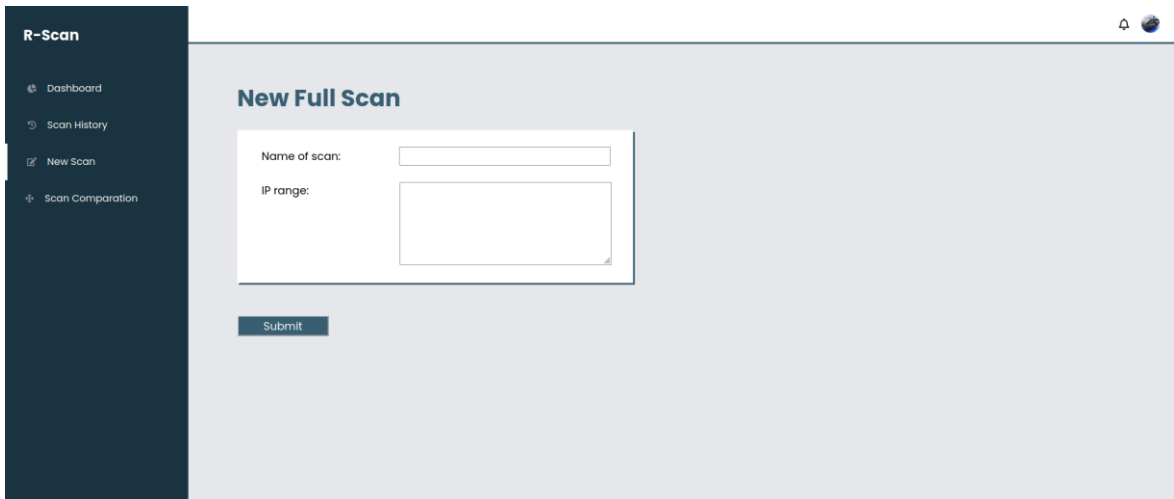 R-Scan
Dashboard
Scan History
New Scan
Scan Comparation
New Full Scan
Name of scan:
IP range:
Submit